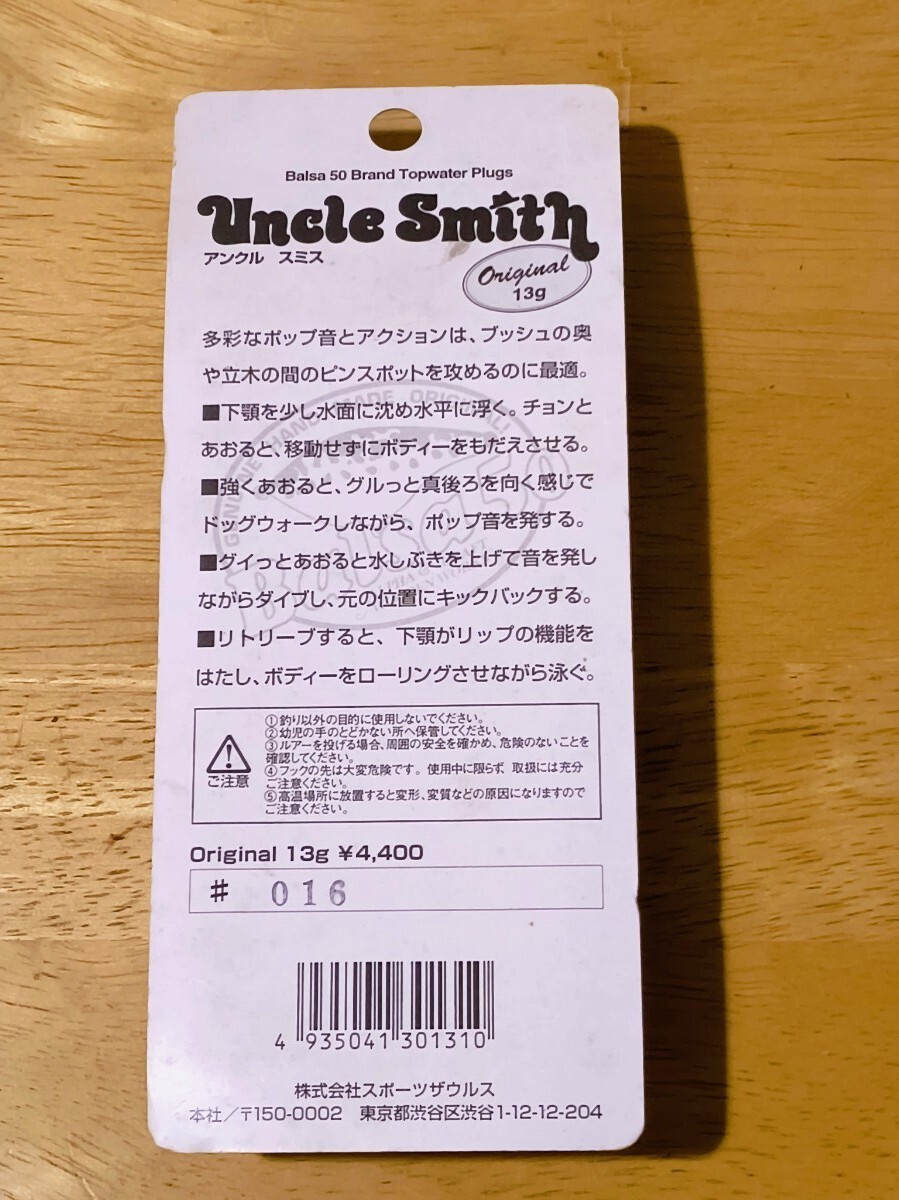 Balsa 50 Brand Topwater Plugs
Uncle Smith
アンクル スミス
Original
13g
多彩なポップ音とアクションは、ブッシュの奥
や立木の間のピンスポットを攻めるのに最適。
■下顎を少し水面に沈め水平に浮く。チョンと
あおると、移動せずにボディーをもだえさせる。
■強くあおると、グルっと真後ろを向く感じで
ドッグウォークしながら、ポップ音を発する。
■グイっとあおると水しぶきを上げて音を発し
ながらダイブし、元の位置にキックバックする。
■リトリーブすると、下顎がリップの機能を
はたし、ボディーをローリングさせながら泳ぐ。
GENUINE HANDMADE ORIGINAL
Balsa50
ご注意
①釣り以外の目的に使用しないでください。
②幼児の手のとどかない所へ保管してください。
③ルアーを投げる場合、周囲の安全を確かめ、危険のないことを
確認してください。
④フックの先は大変危険です。使用中に限らず、取扱には充分
ご注意ください。
⑤高温場所に放置すると変形、変質などの原因になりますので
ご注意ください。
Original 13g ¥4,400
# 016
4 935041 301310
株式会社スポーツザウルス
本社／〒150-0002 東京都渋谷区渋谷1-12-12-204